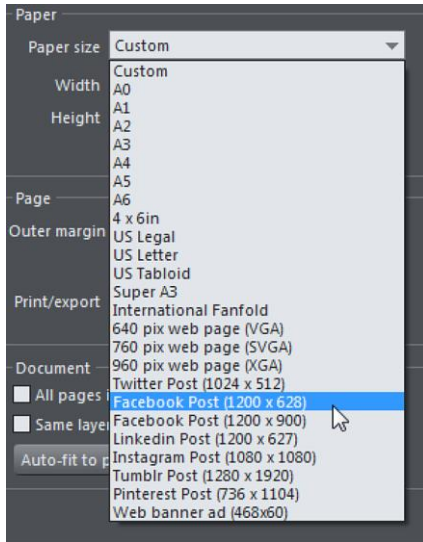 Paper
Paper size Custom
Width
Height
Custom
A0
A1
A2
A3
A4
A5
A6
4 x 6in
US Legal
US Letter
US Tabloid
Super A3
International Fanfold
640 pix web page (VGA)
760 pix web page (SVGA)
960 pix web page (XGA)
Twitter Post (1024 x 512)
Facebook Post (1200 x 628)
Facebook Post (1200 x 900)
Linkedin Post (1200 x 627)
Instagram Post (1080 x 1080)
Tumblr Post (1280 x 1920)
Pinterest Post (736 x 1104)
Web banner ad (468x60)
Page
Outer margin
Print/export
Document
All pages
Same
Auto-fit to